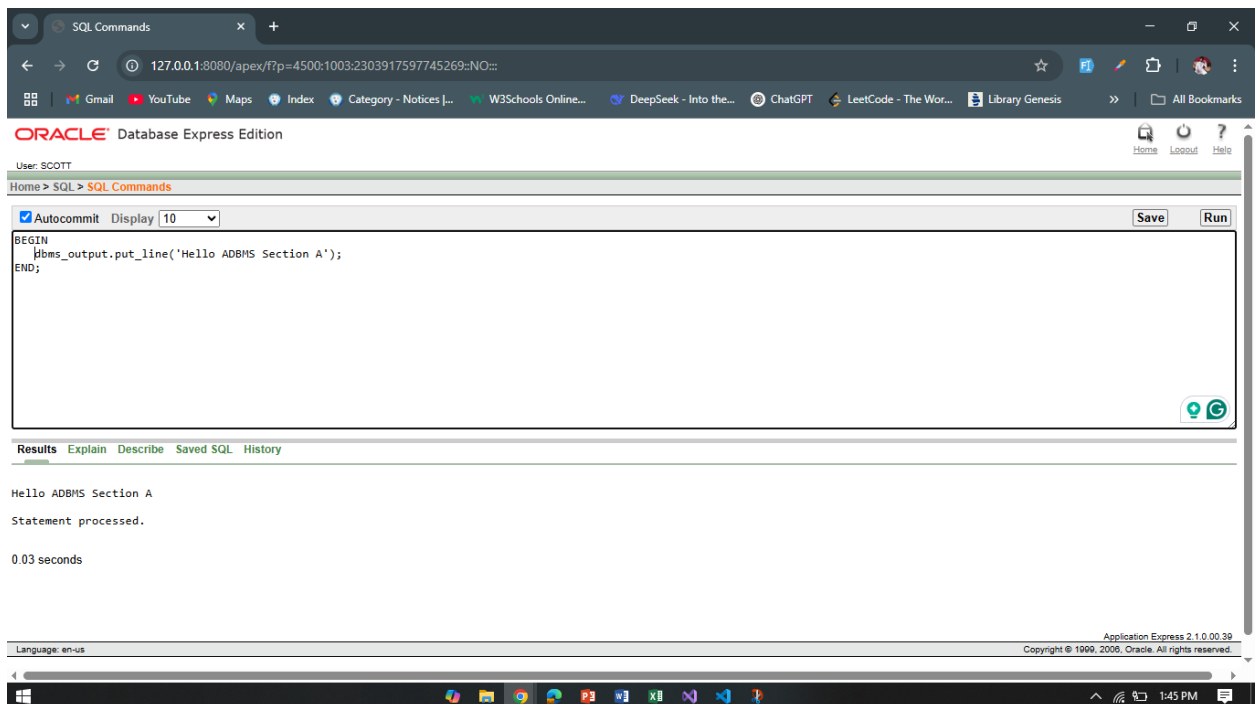 SQL Commands
127.0.0.1:8080/apex/f?p=4500:1003:2303917597745269::NO:::
Gmail YouTube Maps Index Category - Notices |... W3Schools Online... DeepSeek - Into the... ChatGPT LeetCode - The Wor... Library Genesis » All Bookmarks
ORACLE Database Express Edition
Home Logout Help
User: SCOTT
Home > SQL > SQL Commands
Autocommit Display 10 Save Run
BEGIN
dbms_output.put_line('Hello ADBMS Section A');
END;
Results Explain Describe Saved SQL History
Hello ADBMS Section A
Statement processed.
0.03 seconds
Application Express 2.1.0.00.39
Language: en-us Copyright © 1999, 2006, Oracle. All rights reserved.
1:45 PM